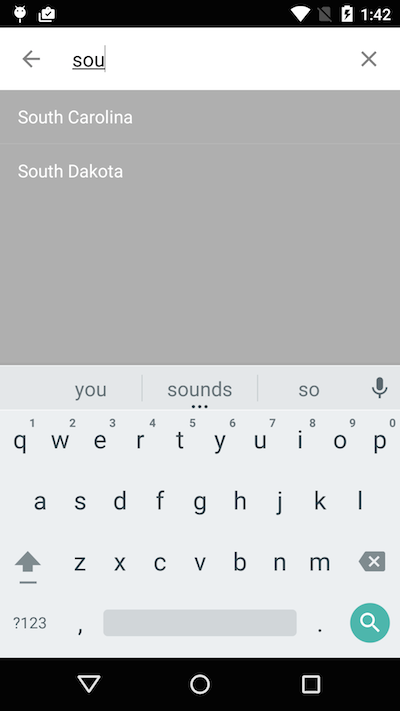 1:42
sou
South Carolina
South Dakota
you sounds so
1 2 3 4 5 6 7 8 9 0
q w e r t y u i o p
a s d f g h j k l
z x c v b n m
?123 , .